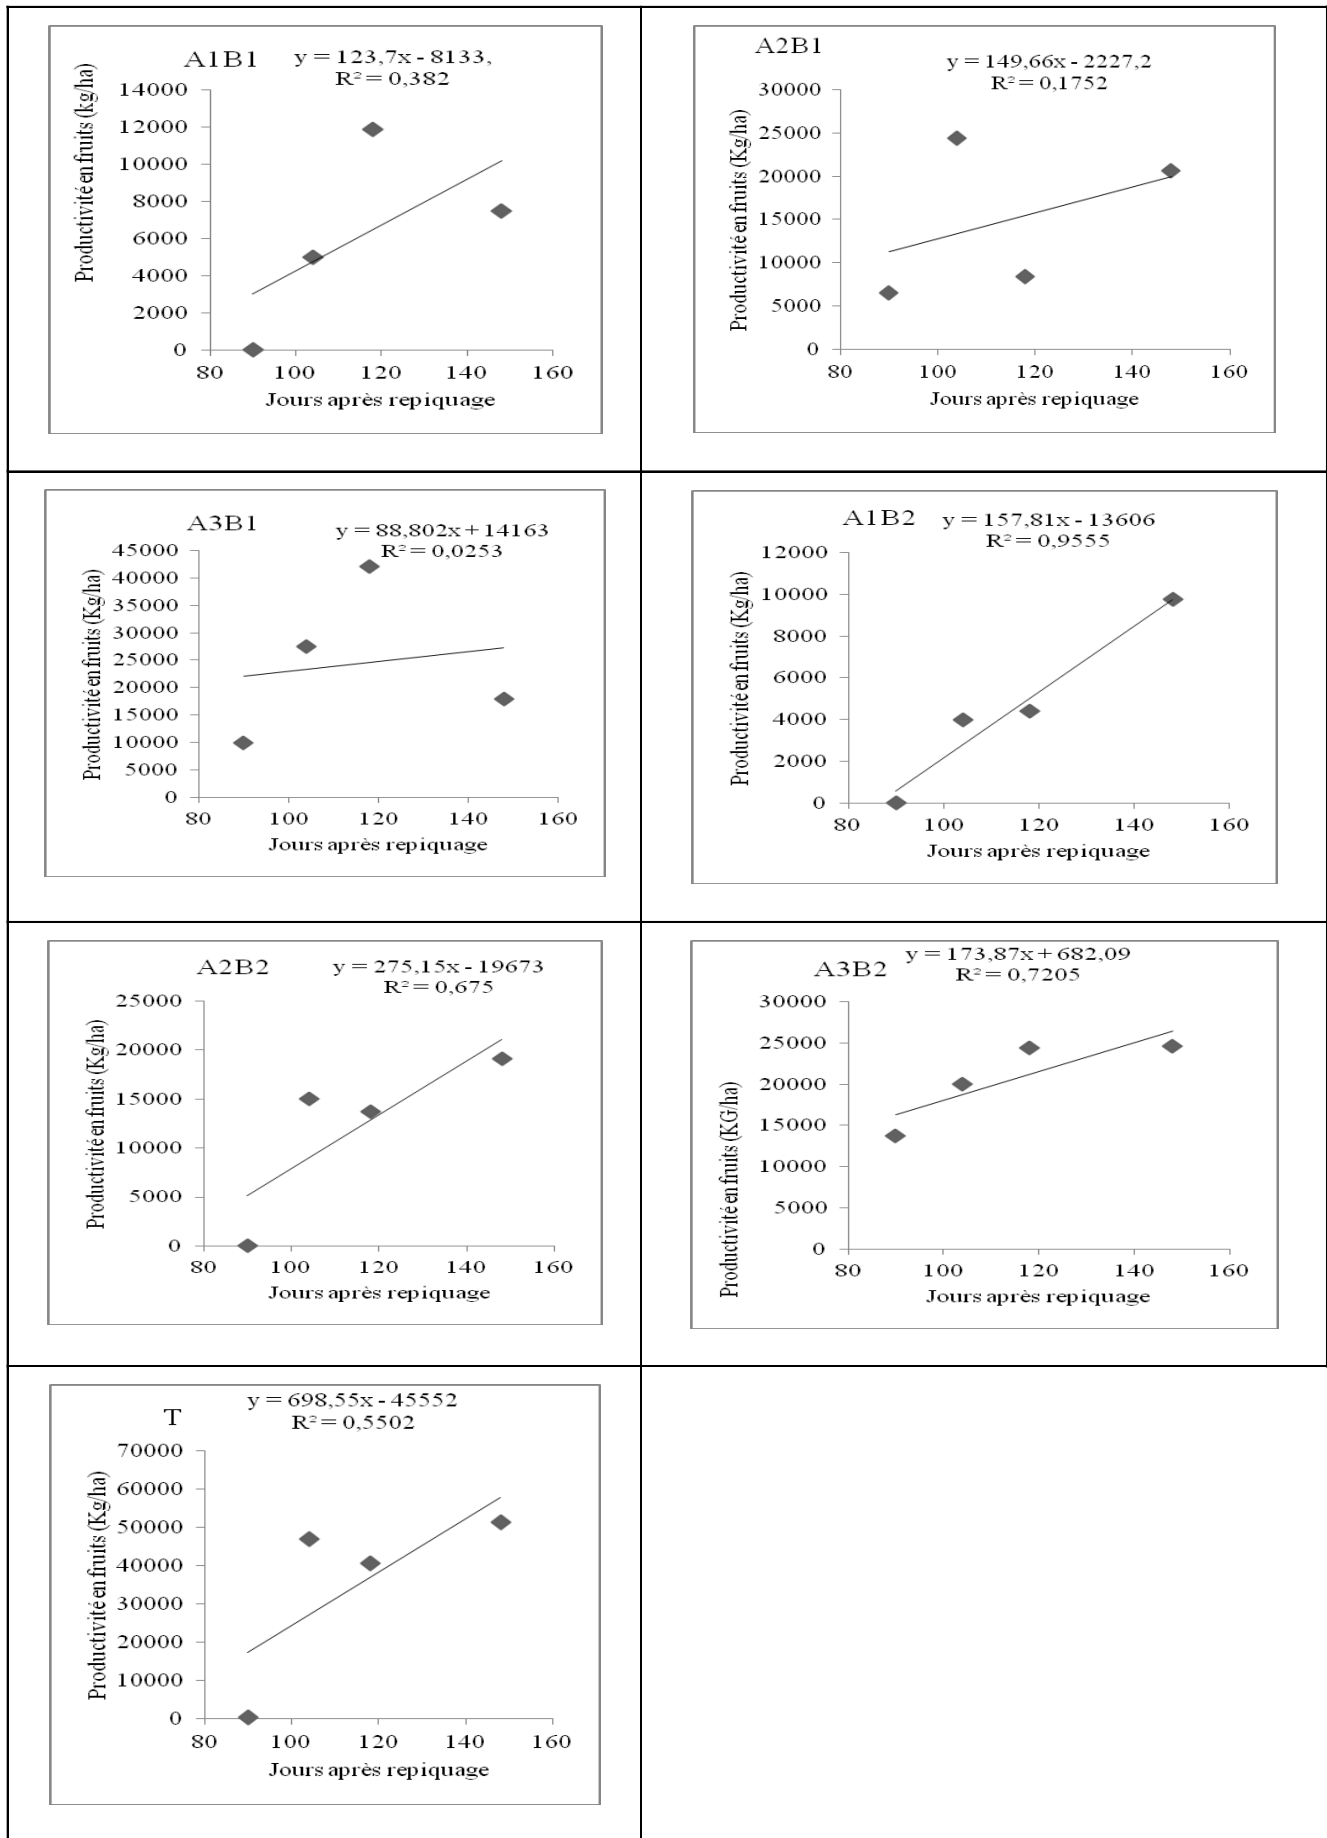 A1B1
y = 123,7x - 8133,
R² = 0,382
Productivité en fruits (kg/ha)
14000
12000
10000
8000
6000
4000
2000
0
80 100 120 140 160
Jours après repiquage
A2B1
y = 149,66x - 2227,2
R² = 0,1752
Productivité en fruits (Kg/ha)
30000
25000
20000
15000
10000
5000
0
80 100 120 140 160
Jours après repiquage
A3B1
y = 88,802x + 14163
R² = 0,0253
Productivité en fruits (Kg/ha)
45000
40000
35000
30000
25000
20000
15000
10000
5000
0
80 100 120 140 160
Jours après repiquage
A1B2
y = 157,81x - 13606
R² = 0,9555
Productivité en fruits (Kg/ha)
12000
10000
8000
6000
4000
2000
0
80 100 120 140 160
Jours après repiquage
A2B2
y = 275,15x - 19673
R² = 0,675
Productivité en fruits (Kg/ha)
25000
20000
15000
10000
5000
0
80 100 120 140 160
Jours après repiquage
A3B2
y = 173,87x + 682,09
R² = 0,7205
Productivité en fruits (KG/ha)
30000
25000
20000
15000
10000
5000
0
80 100 120 140 160
Jours après repiquage
T
y = 698,55x - 45552
R² = 0,5502
Productivité en fruits (Kg/ha)
70000
60000
50000
40000
30000
20000
10000
0
80 100 120 140 160
Jours après repiquage